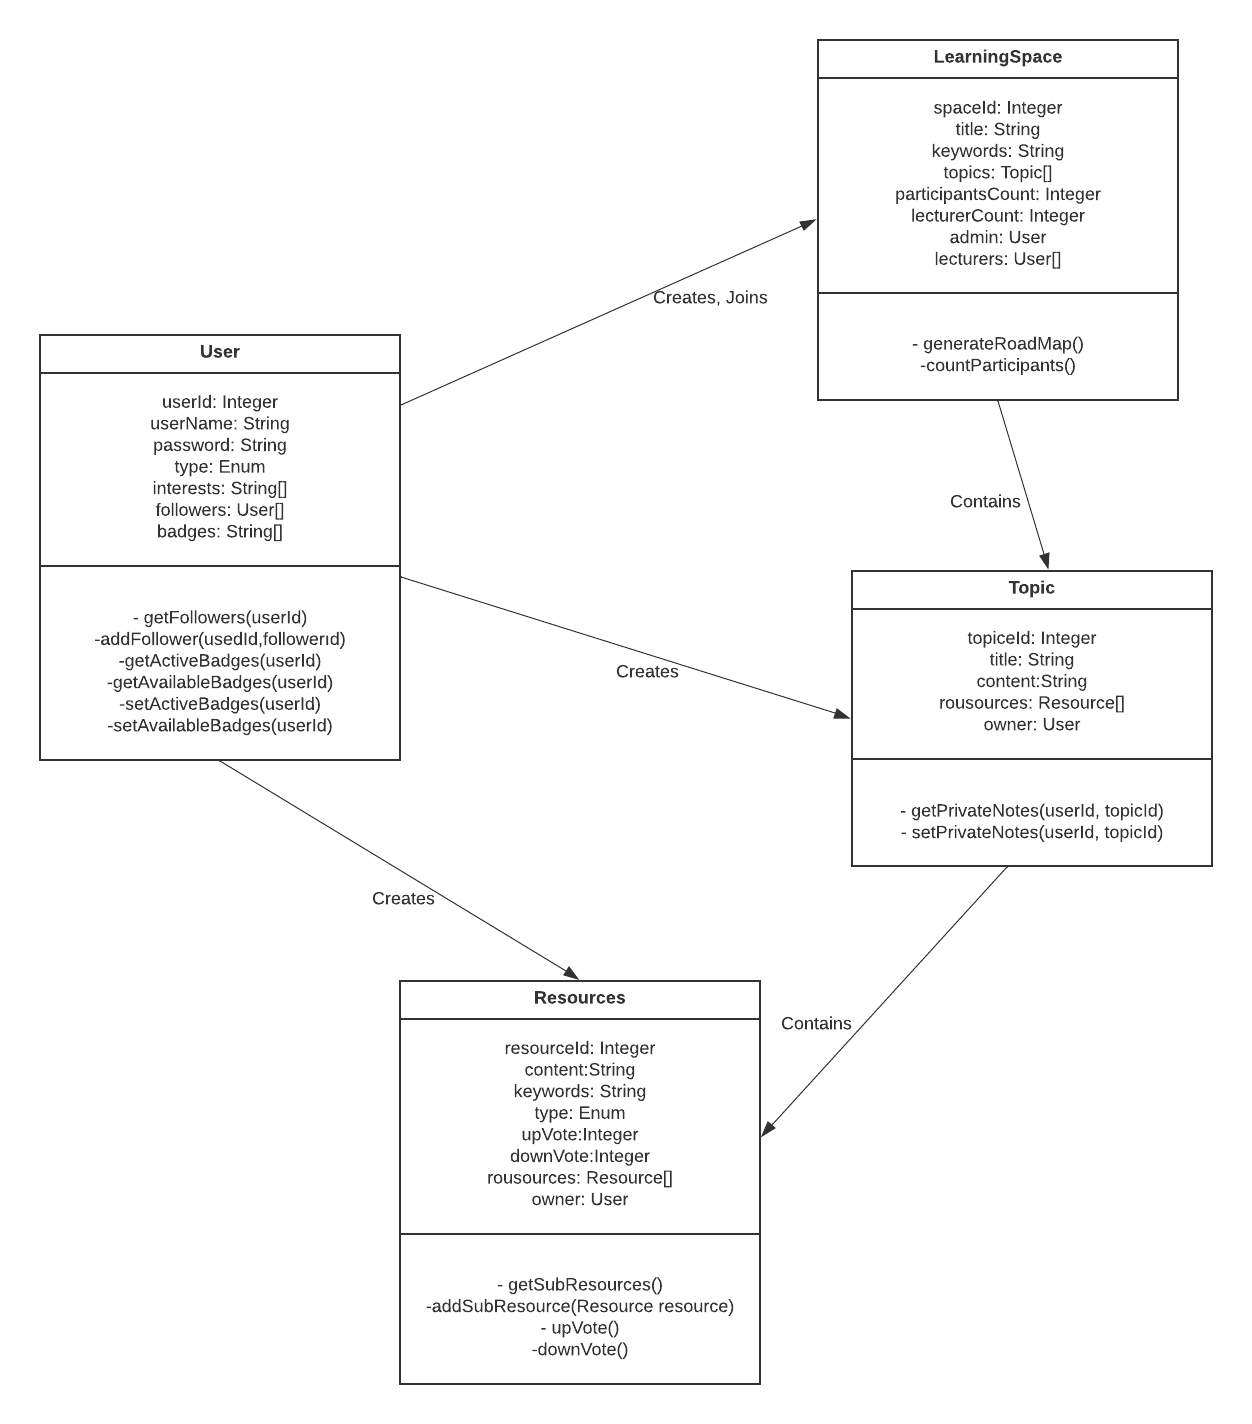 LearningSpace
spaceId: Integer
title: String
keywords: String
topics: Topic[]
participantsCount: Integer
lecturerCount: Integer
admin: User
lecturers: User[]
- generateRoadMap()
-countParticipants()
Creates, Joins
User
userId: Integer
userName: String
password: String
type: Enum
interests: String[]
followers: User[]
badges: String[]
- getFollowers(userId)
-addFollower(usedId,followerıd)
-getActiveBadges(userId)
-getAvailableBadges(userId)
-setActiveBadges(userId)
-setAvailableBadges(userId)
Contains
Creates
Topic
topiceId: Integer
title: String
content:String
rousources: Resource[]
owner: User
- getPrivateNotes(userId, topicId)
- setPrivateNotes(userId, topicId)
Creates
Contains
Resources
resourceId: Integer
content:String
keywords: String
type: Enum
upVote:Integer
downVote:Integer
rousources: Resource[]
owner: User
- getSubResources()
-addSubResource(Resource resource)
- upVote()
-downVote()